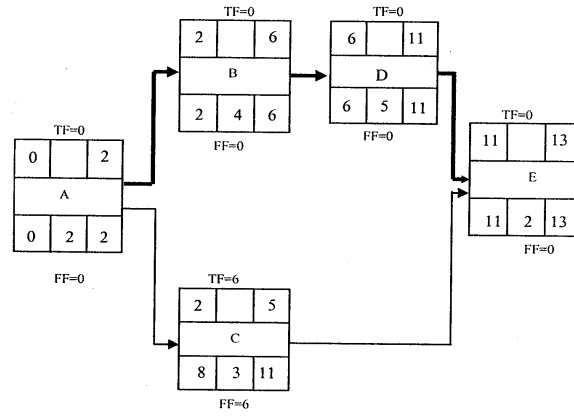 TF=0
2 6
B
2 4 6
FF=0
TF=0
6 11
D
6 5 11
FF=0
TF=0
0 2
A
0 2 2
FF=0
TF=0
11 13
E
11 2 13
FF=0
TF=6
2 5
C
8 3 11
FF=6